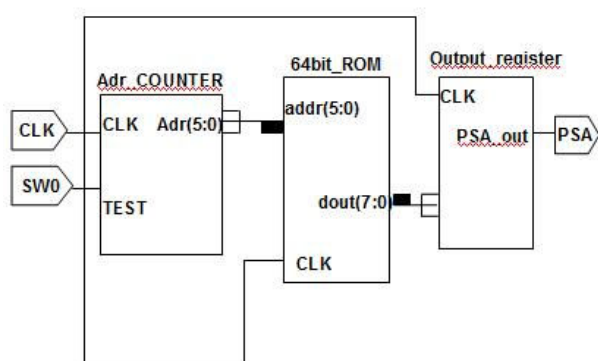 64bit_ROM
Output_register
Adr_COUNTER
CLK
addr(5:0)
CLK
CLK
Adr(5:0)
PSA_out
PSA
SW0
TEST
dout(7:0)
CLK